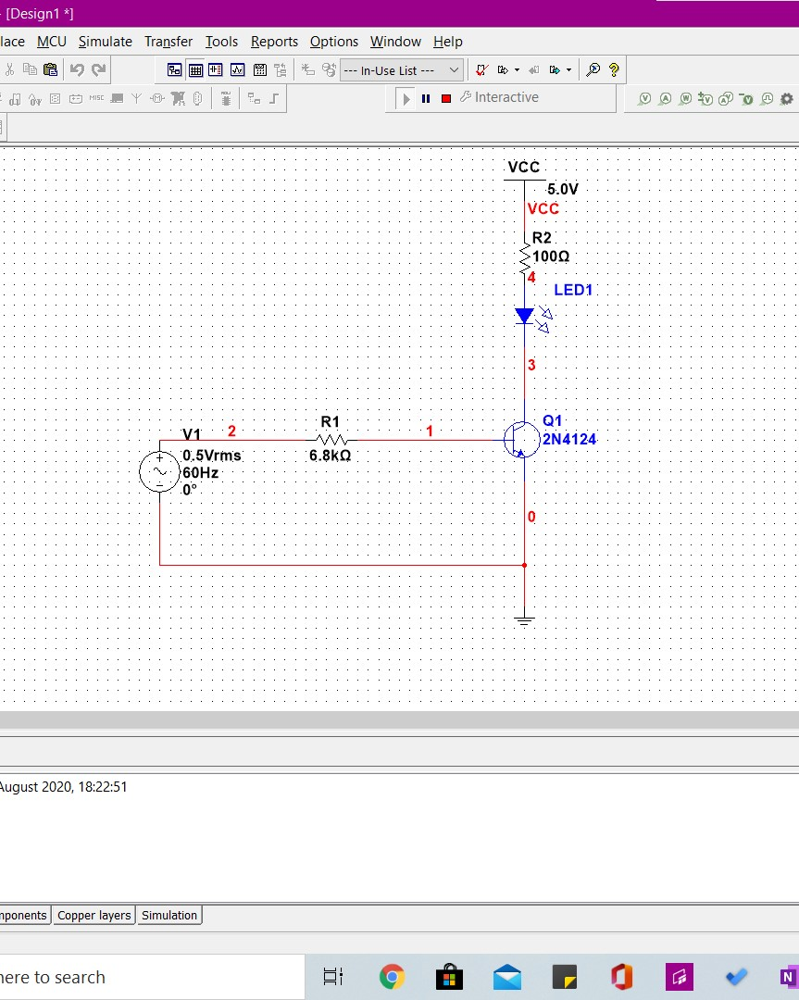 [Design1 *]
lace MCU Simulate Transfer Tools Reports Options Window Help
--- In-Use List ---
MISC
Interactive
V A W V AV V
VCC
5.0V
VCC
R2
100Ω
4
LED1
3
V1
2
R1
1
Q1
2N4124
0.5Vrms
6.8kΩ
60Hz
0°
0
August 2020, 18:22:51
nponents Copper layers Simulation
here to search
N